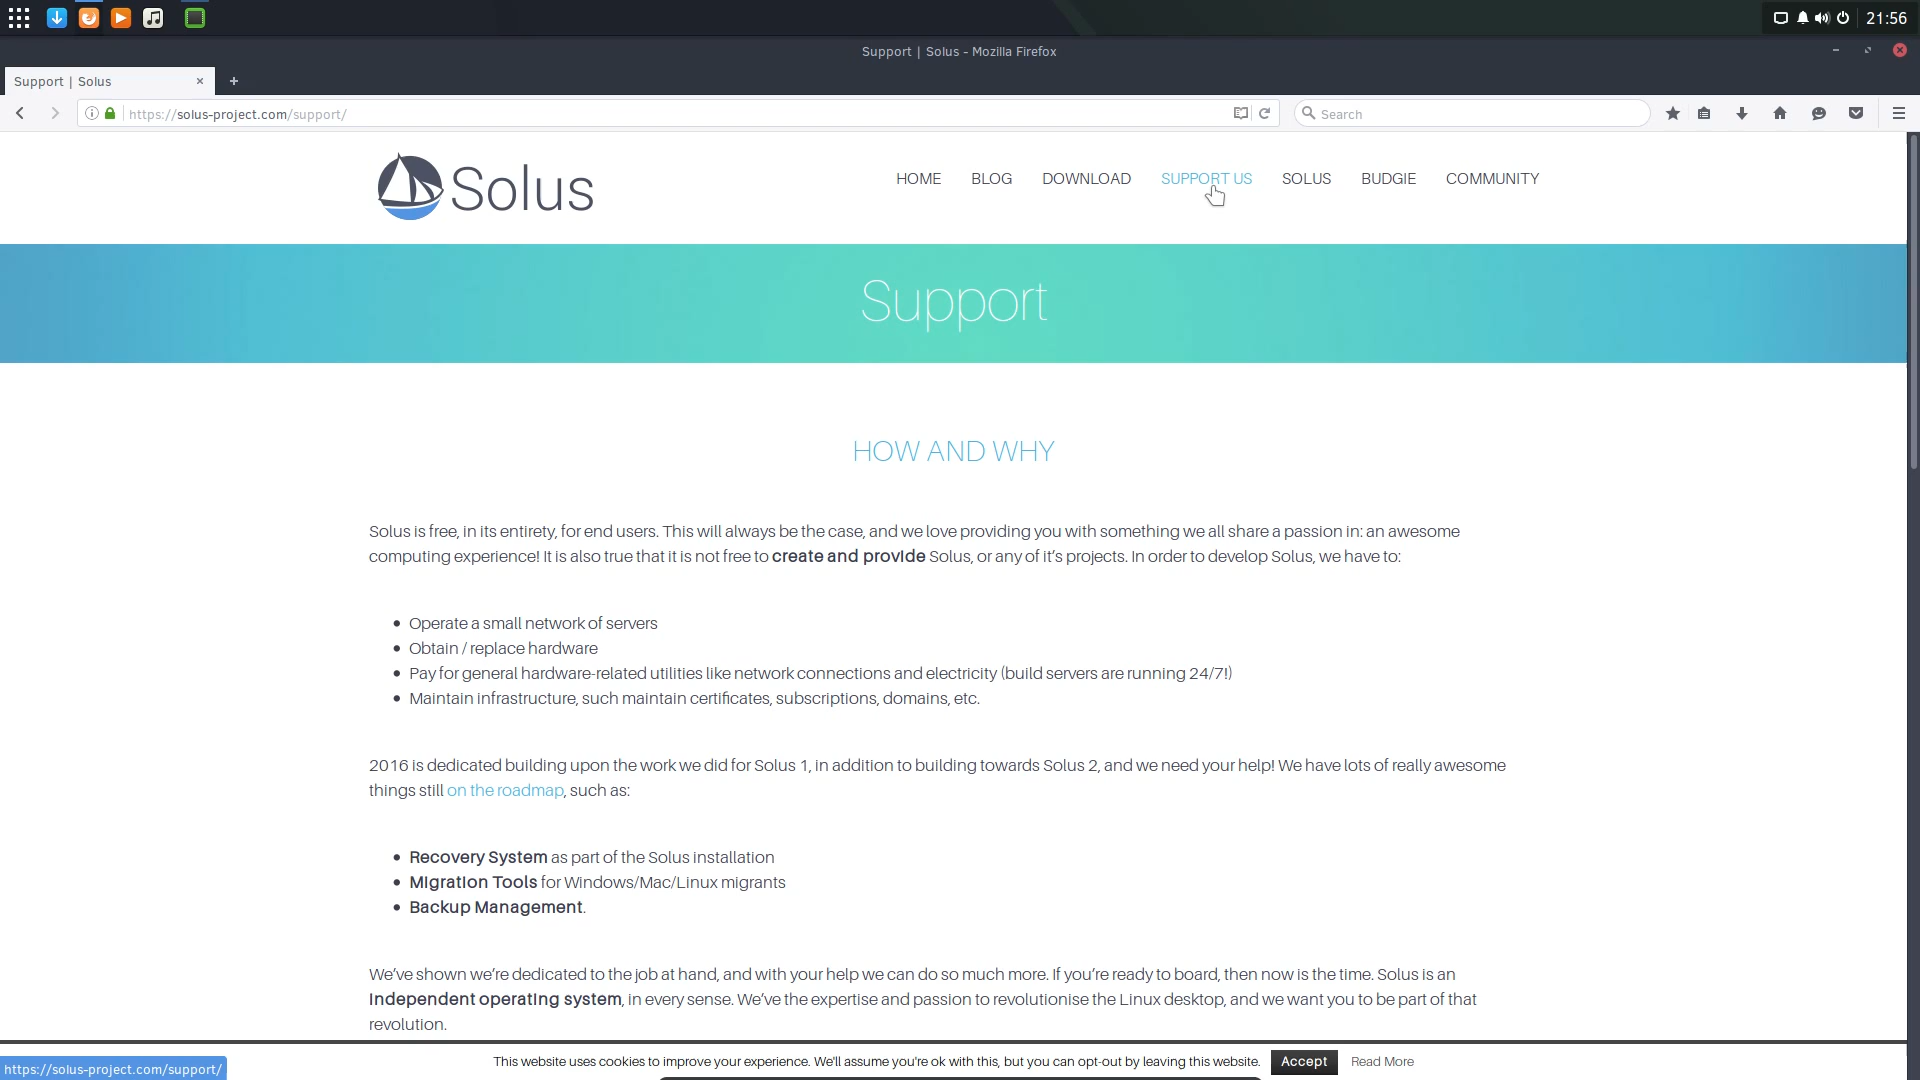 21:56
Support | Solus - Mozilla Firefox
Support | Solus
https://solus-project.com/support/
Search
Solus
HOME BLOG DOWNLOAD SUPPORT US SOLUS BUDGIE COMMUNITY
Support
HOW AND WHY
Solus is free, in its entirety, for end users. This will always be the case, and we love providing you with something we all share a passion in: an awesome
computing experience! It is also true that it is not free to create and provide Solus, or any of it's projects. In order to develop Solus, we have to:
Operate a small network of servers
Obtain / replace hardware
Pay for general hardware-related utilities like network connections and electricity (build servers are running 24/7!)
Maintain infrastructure, such maintain certificates, subscriptions, domains, etc.
2016 is dedicated building upon the work we did for Solus 1, in addition to building towards Solus 2, and we need your help! We have lots of really awesome
things still on the roadmap, such as:
Recovery System as part of the Solus installation
Migration Tools for Windows/Mac/Linux migrants
Backup Management.
We've shown we're dedicated to the job at hand, and with your help we can do so much more. If you're ready to board, then now is the time. Solus is an
independent operating system, in every sense. We've the expertise and passion to revolutionise the Linux desktop, and we want you to be part of that
revolution.
This website uses cookies to improve your experience. We'll assume you're ok with this, but you can opt-out by leaving this website. Accept Read More
https://solus-project.com/support/